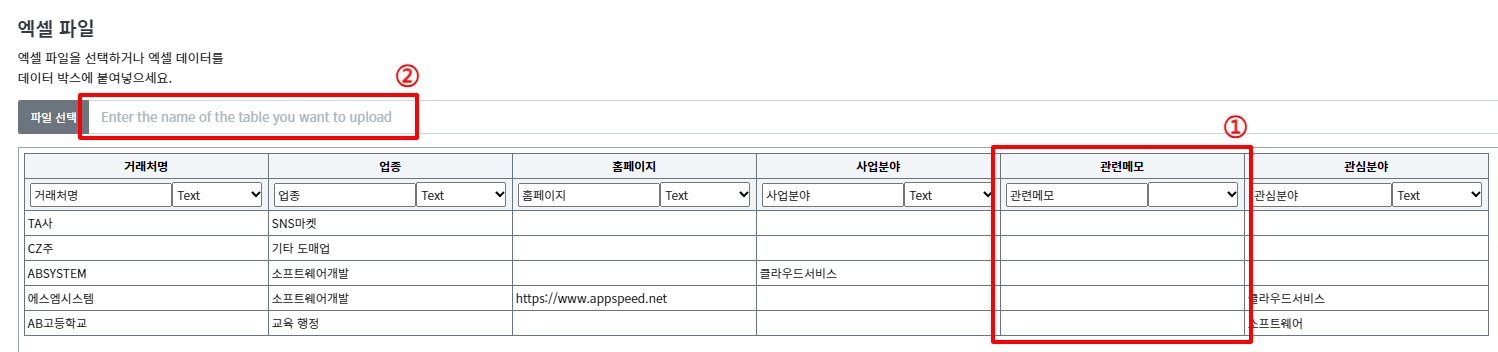 엑셀 파일
엑셀 파일을 선택하거나 엑셀 데이터를
데이터 박스에 붙여넣으세요.
②
파일 선택 Enter the name of the table you want to upload
①
거래처명 업종 홈페이지 사업분야 관련메모 관심분야
거래처명 Text 업종 Text 홈페이지 Text 사업분야 Text 관련메모 관심분야 Text
TA사 SNS마켓
CZ주 기타 도매업
ABSYSTEM 소프트웨어개발 클라우드서비스
에스엠시스템 소프트웨어개발 https://www.appspeed.net 클라우드서비스
AB고등학교 교육 행정 소프트웨어